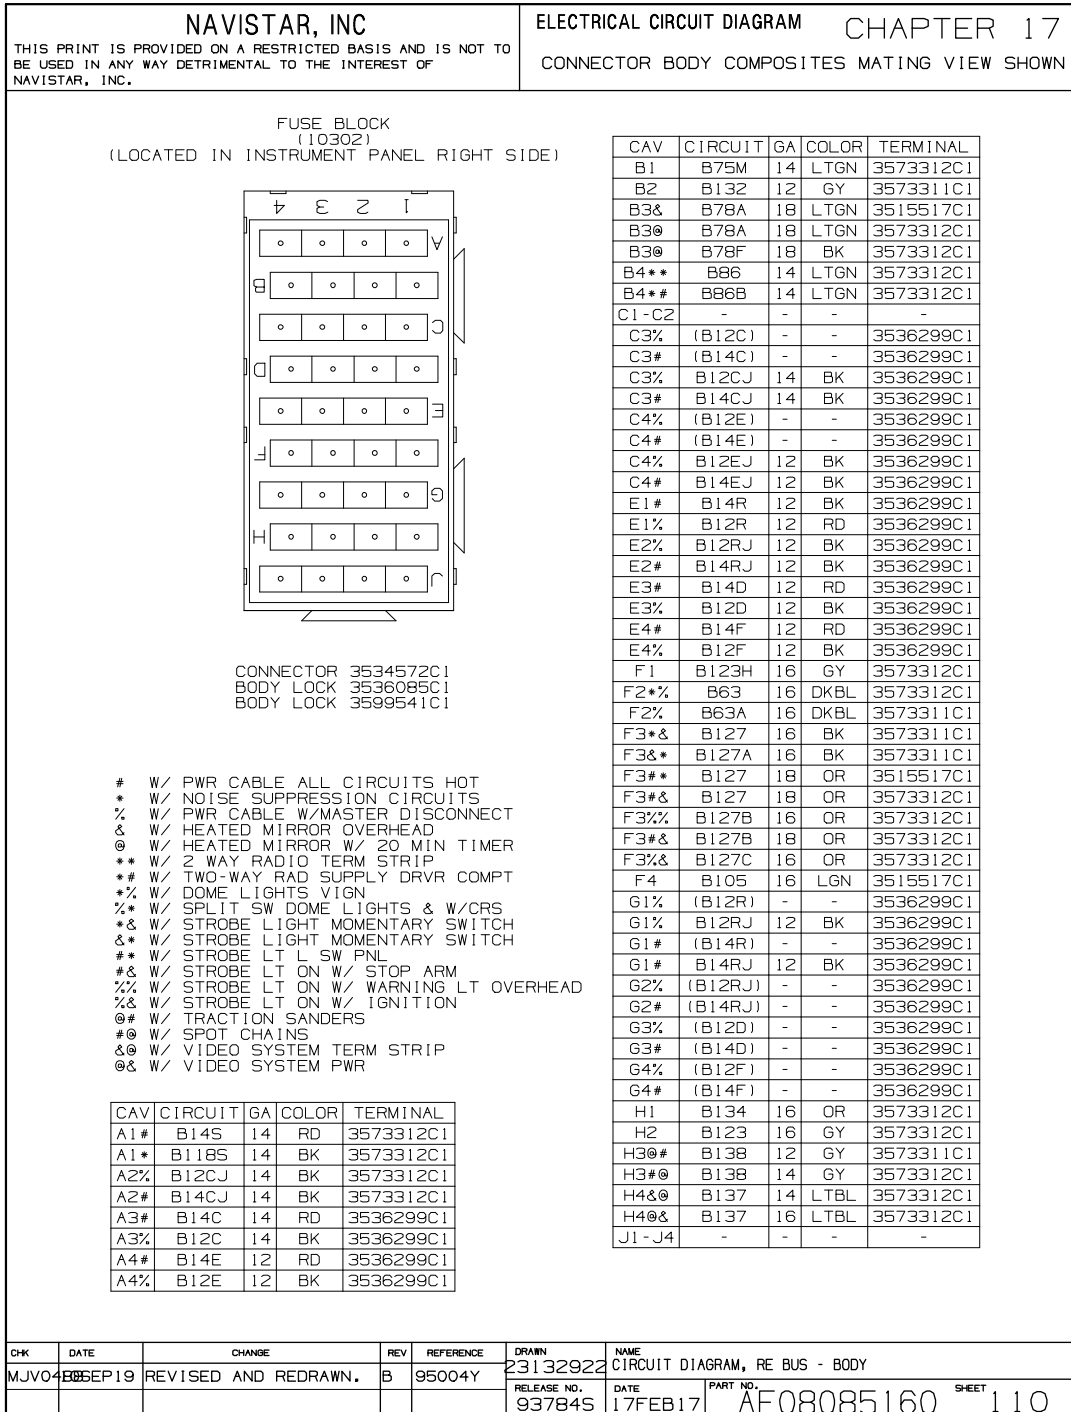 NAVISTAR, INC
THIS PRINT IS PROVIDED ON A RESTRICTED BASIS AND IS NOT TO
BE USED IN ANY WAY DETRIMENTAL TO THE INTEREST OF
NAVISTAR, INC.
ELECTRICAL CIRCUIT DIAGRAM CHAPTER 17
CONNECTOR BODY COMPOSITES MATING VIEW SHOWN
FUSE BLOCK
(10302)
(LOCATED IN INSTRUMENT PANEL RIGHT SIDE)
4 3 2 1
A
B
C
D
E
F
G
H
J
CONNECTOR 3534572C1
BODY LOCK 3536085C1
BODY LOCK 3599541C1
# W/ PWR CABLE ALL CIRCUITS HOT
* W/ NOISE SUPPRESSION CIRCUITS
% W/ PWR CABLE W/MASTER DISCONNECT
& W/ HEATED MIRROR OVERHEAD
@ W/ HEATED MIRROR W/ 20 MIN TIMER
** W/ 2 WAY RADIO TERM STRIP
*# W/ TWO-WAY RAD SUPPLY DRVR COMPT
*% W/ DOME LIGHTS VIGN
%* W/ SPLIT SW DOME LIGHTS & W/CRS
*& W/ STROBE LIGHT MOMENTARY SWITCH
&* W/ STROBE LIGHT MOMENTARY SWITCH
#* W/ STROBE LT L SW PNL
#& W/ STROBE LT ON W/ STOP ARM
%% W/ STROBE LT ON W/ WARNING LT OVERHEAD
%& W/ STROBE LT ON W/ IGNITION
@# W/ TRACTION SANDERS
#@ W/ SPOT CHAINS
&@ W/ VIDEO SYSTEM TERM STRIP
@& W/ VIDEO SYSTEM PWR
CAV CIRCUIT GA COLOR TERMINAL
A1# B14S 14 RD 3573312C1
A1* B118S 14 BK 3573312C1
A2% B12CJ 14 BK 3573312C1
A2# B14CJ 14 BK 3573312C1
A3# B14C 14 RD 3536299C1
A3% B12C 14 BK 3536299C1
A4# B14E 12 RD 3536299C1
A4% B12E 12 BK 3536299C1
CAV CIRCUIT GA COLOR TERMINAL
B1 B75M 14 LTGN 3573312C1
B2 B132 12 GY 3573311C1
B3& B78A 18 LTGN 3515517C1
B3@ B78A 18 LTGN 3573312C1
B3@ B78F 18 BK 3573312C1
B4** B86 14 LTGN 3573312C1
B4*# B86B 14 LTGN 3573312C1
C1-C2 - - - -
C3% (B12C) - - 3536299C1
C3# (B14C) - - 3536299C1
C3% B12CJ 14 BK 3536299C1
C3# B14CJ 14 BK 3536299C1
C4% (B12E) - - 3536299C1
C4# (B14E) - - 3536299C1
C4% B12EJ 12 BK 3536299C1
C4# B14EJ 12 BK 3536299C1
E1# B14R 12 BK 3536299C1
E1% B12R 12 RD 3536299C1
E2% B12RJ 12 BK 3536299C1
E2# B14RJ 12 BK 3536299C1
E3# B14D 12 RD 3536299C1
E3% B12D 12 BK 3536299C1
E4# B14F 12 RD 3536299C1
E4% B12F 12 BK 3536299C1
F1 B123H 16 GY 3573312C1
F2*% B63 16 DKBL 3573312C1
F2% B63A 16 DKBL 3573311C1
F3*& B127 16 BK 3573311C1
F3&* B127A 16 BK 3573311C1
F3#* B127 18 OR 3515517C1
F3#& B127 18 OR 3573312C1
F3%% B127B 16 OR 3573312C1
F3#& B127B 18 OR 3573312C1
F3%& B127C 16 OR 3573312C1
F4 B105 16 LGN 3515517C1
G1% (B12R) - - 3536299C1
G1% B12RJ 12 BK 3536299C1
G1# (B14R) - - 3536299C1
G1# B14RJ 12 BK 3536299C1
G2% (B12RJ) - - 3536299C1
G2# (B14RJ) - - 3536299C1
G3% (B12D) - - 3536299C1
G3# (B14D) - - 3536299C1
G4% (B12F) - - 3536299C1
G4# (B14F) - - 3536299C1
H1 B134 16 OR 3573312C1
H2 B123 16 GY 3573312C1
H3@# B138 12 GY 3573311C1
H3#@ B138 14 GY 3573312C1
H4&@ B137 14 LTBL 3573312C1
H4@& B137 16 LTBL 3573312C1
J1-J4 - - - -
CHK DATE CHANGE REV REFERENCE
REVISED AND REDRAWN. B 95004Y
DRAWN
23132922
RELEASE NO.
93784S
NAME
CIRCUIT DIAGRAM, RE BUS - BODY
DATE
17FEB17
PART NO.
AF08085160
SHEET
110